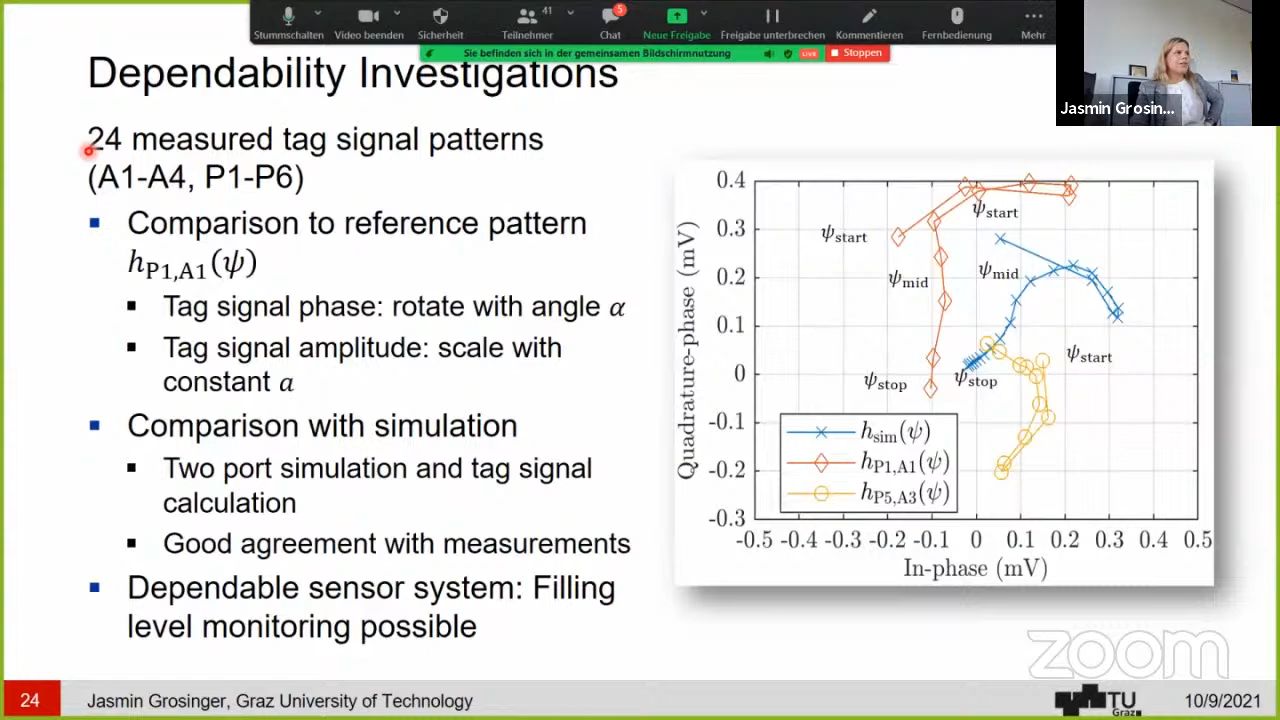 Stummschalten
Video beenden
Sicherheit
41
Teilnehmer
5
Chat
Neue Freigabe
Freigabe unterbrechen
Kommentieren
Fernbedienung
Mehr
Sie befinden sich in der gemeinsamen Bildschirmnutzung
LIVE
Stoppen
Jasmin Grosin...
Dependability Investigations
24 measured tag signal patterns
(A1-A4, P1-P6)
Comparison to reference pattern
h_P1,A1(ψ)
Tag signal phase: rotate with angle α
Tag signal amplitude: scale with
constant a
Comparison with simulation
Two port simulation and tag signal
calculation
Good agreement with measurements
Dependable sensor system: Filling
level monitoring possible
Quadrature-phase (mV)
0.4
0.3
0.2
0.1
0
-0.1
-0.2
-0.3
ψ_start
ψ_start
ψ_mid
ψ_mid
ψ_start
ψ_stop
ψ_stop
h_sim(ψ)
h_P1,A1(ψ)
h_P5,A3(ψ)
-0.5 -0.4 -0.3 -0.2 -0.1 0 0.1 0.2 0.3 0.4 0.5
In-phase (mV)
zoom
24
Jasmin Grosinger, Graz University of Technology
TU
Graz
10/9/2021